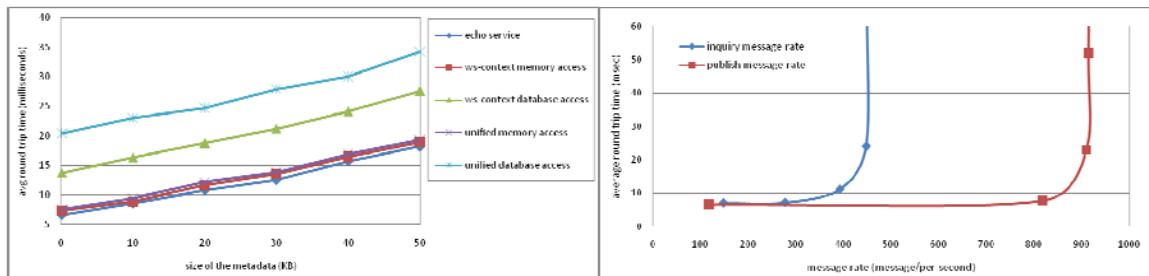 avg round trip time (milliseconds)
40
35
30
25
20
15
10
5
0 10 20 30 40 50
size of the metadata (KB)
echo service
ws-context memory access
ws-context database access
unified memory access
unified database access
average round trip time (msec)
60
50
40
30
20
10
0
0 100 200 300 400 500 600 700 800 900 1000
message rate (message/per second)
inquiry message rate
publish message rate